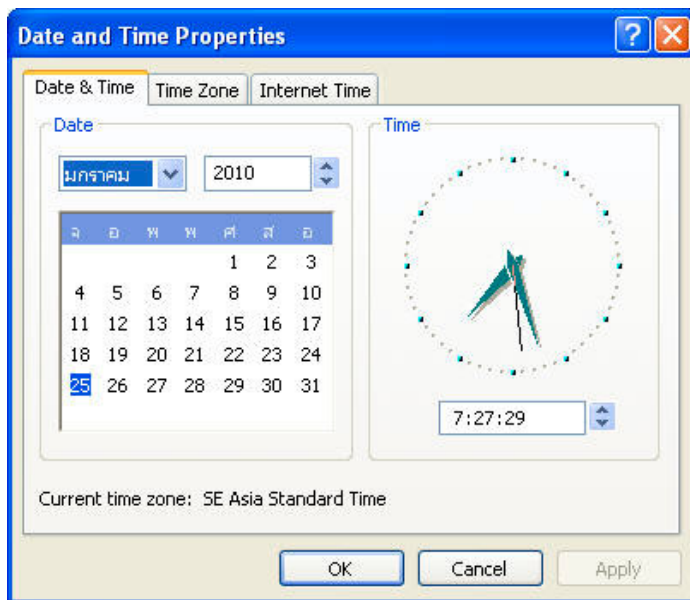 Date and Time Properties
Date & Time Time Zone Internet Time
Date
มกราคม 2010
จ อ พ พ ศ ส อ
1 2 3
4 5 6 7 8 9 10
11 12 13 14 15 16 17
18 19 20 21 22 23 24
25 26 27 28 29 30 31
Time
7:27:29
Current time zone: SE Asia Standard Time
OK Cancel Apply